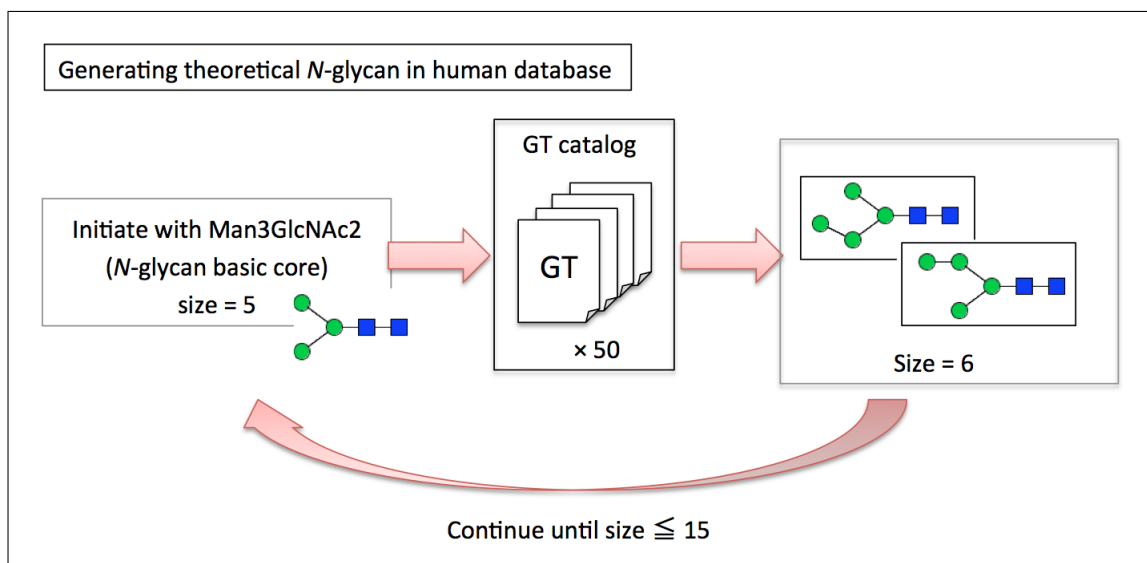 Generating theoretical N-glycan in human database
GT catalog
Initiate with Man3GlcNAc2
(N-glycan basic core)
size = 5
GT
× 50
Size = 6
Continue until size ≦ 15